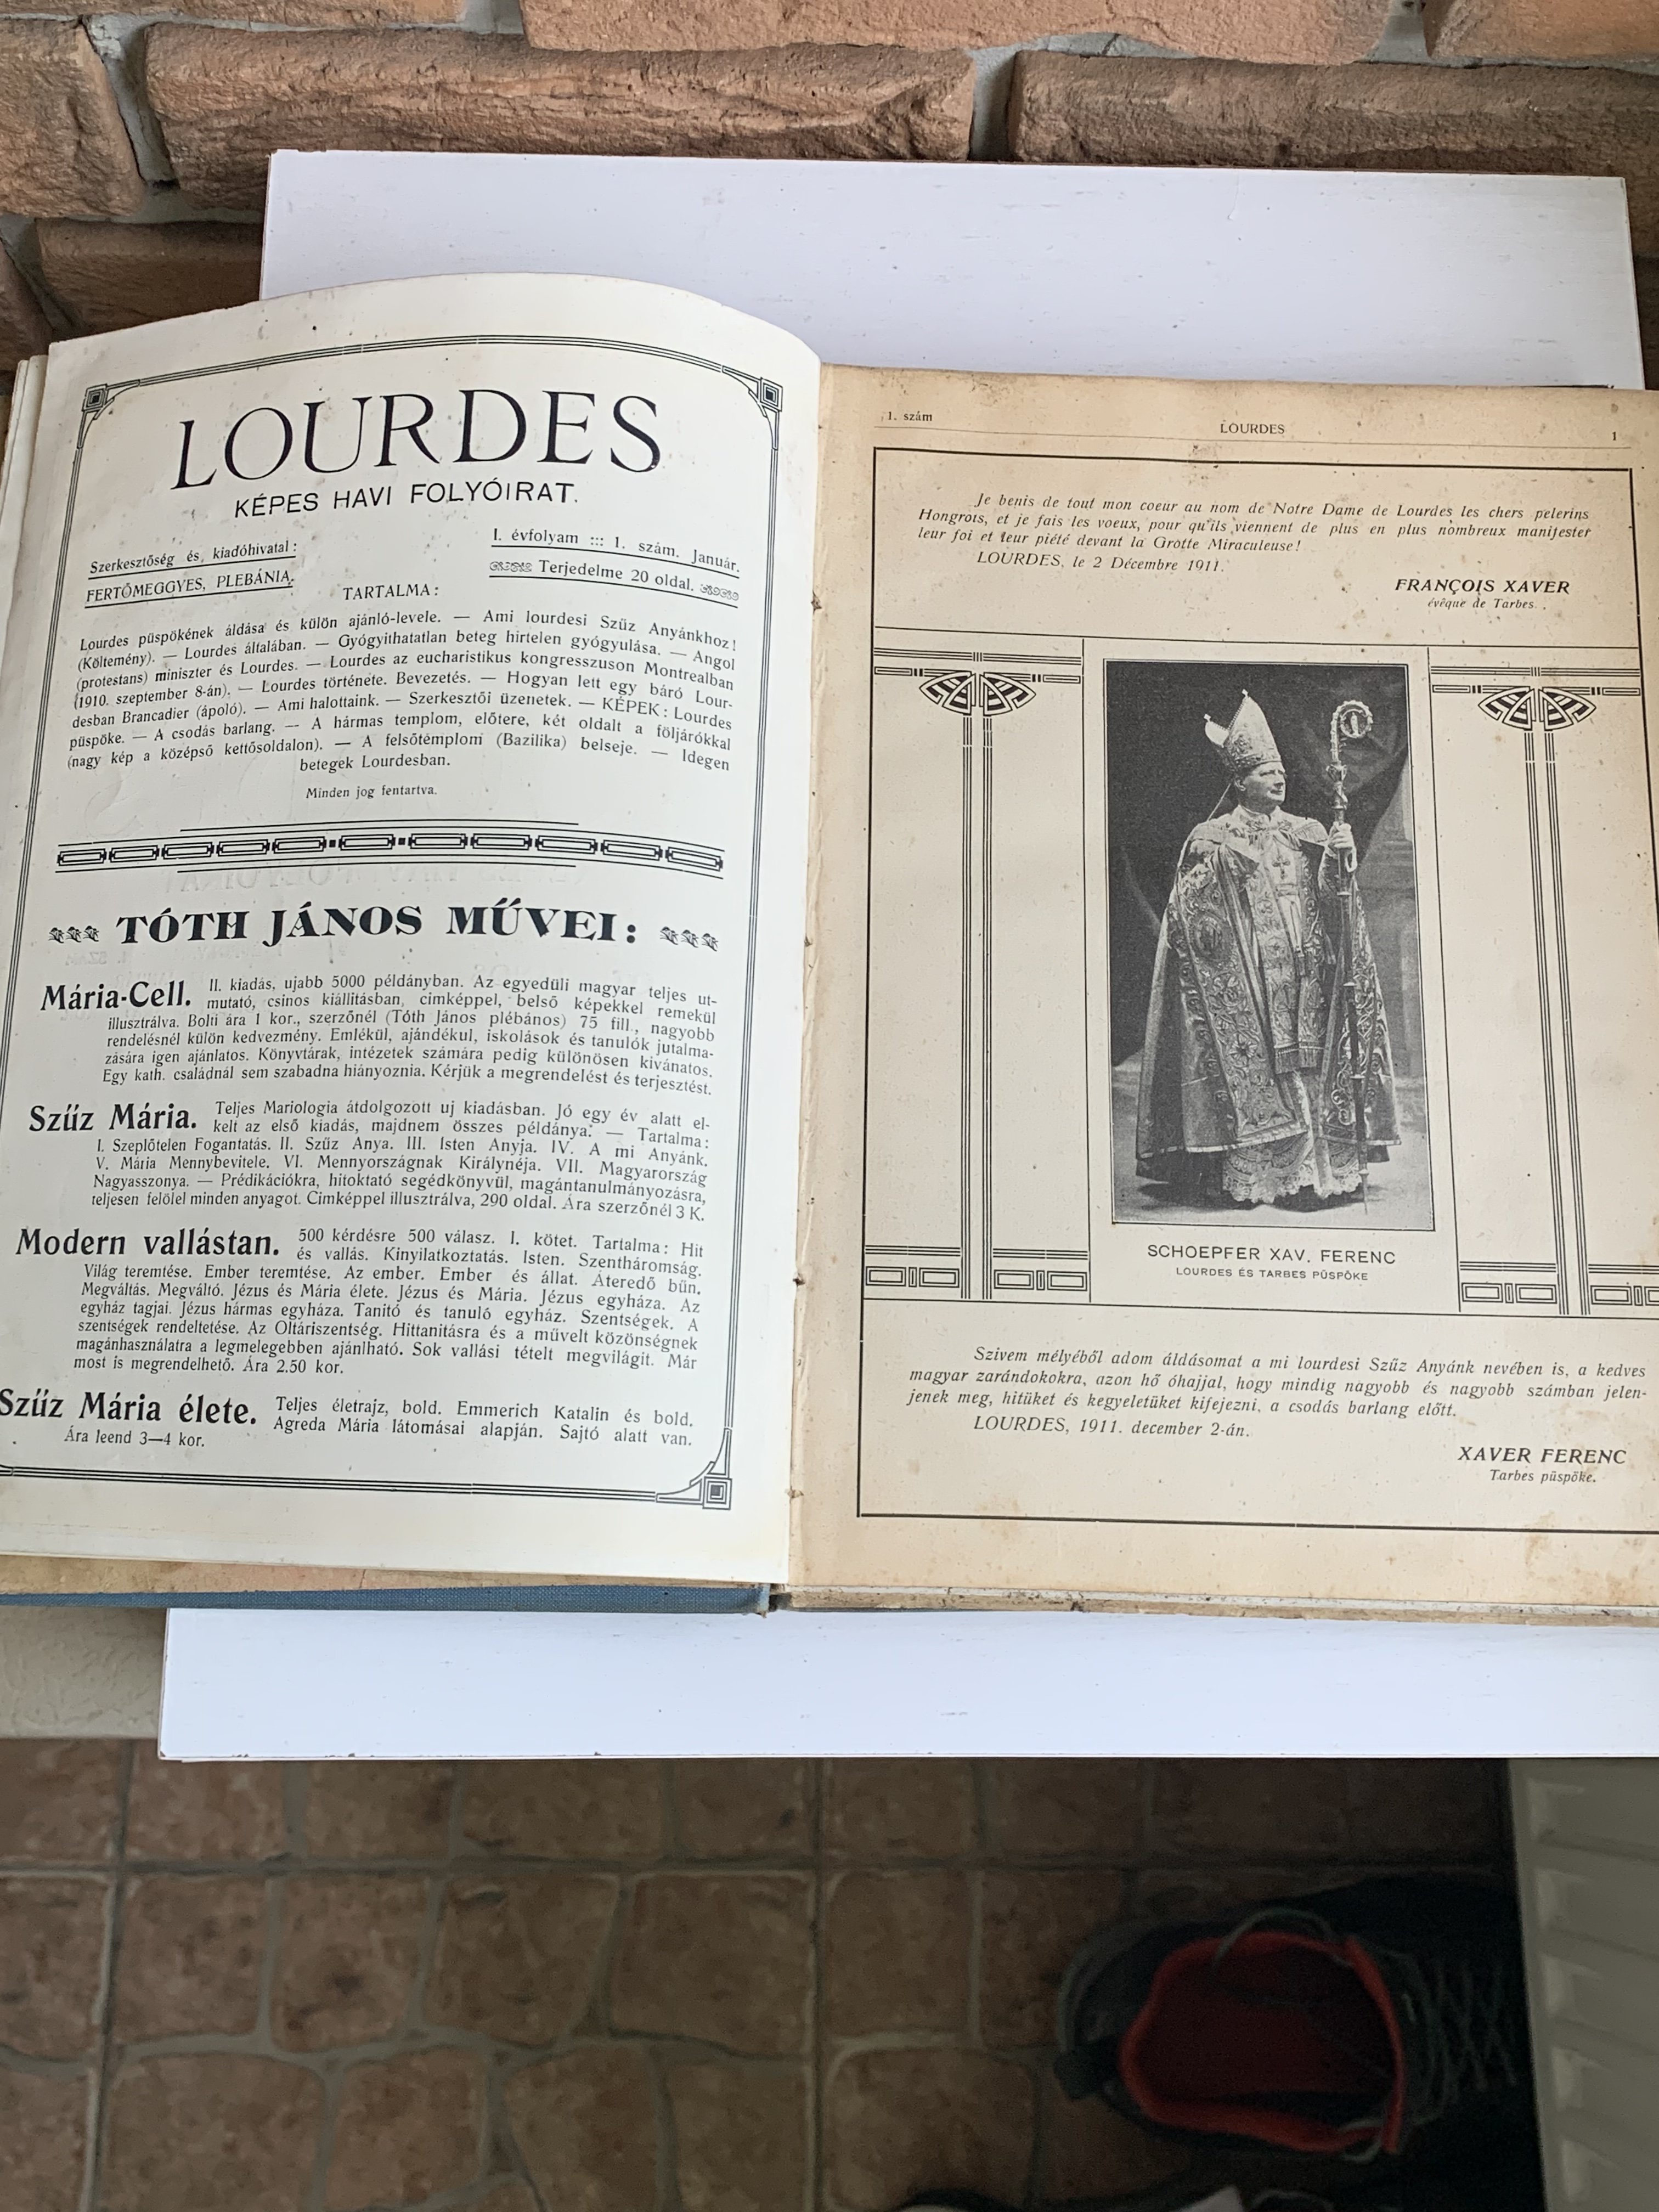 LOURDES
KÉPES HAVI FOLYÓIRAT.
Szerkesztőség és kiadóhivatal:
FERTŐMEGGYES, PLEBÁNIA.
I. évfolyam ::: 1. szám. Január.
Terjedelme 20 oldal.
TARTALMA:
Lourdes püspökének áldása és külön ajánló-levele. — Ami lourdesi Szűz Anyánkhoz!
(Költemény). — Lourdes általában. — Gyógyithatatlan beteg hirtelen gyógyulása. — Angol
(protestans) miniszter és Lourdes. — Lourdes az eucharistikus kongresszuson Montrealban
(1910. szeptember 8-án). — Lourdes története. Bevezetés. — Hogyan lett egy báró Lour-
desban Brancadier (ápoló). — Ami halottaink. — Szerkesztői üzenetek. — KÉPEK: Lourdes
püspöke. — A csodás barlang. — A hármas templom, előtere, két oldalt a följárókkal
(nagy kép a középső kettősoldalon). — A felsőtemplom (Bazilika) belseje. — Idegen
betegek Lourdesban.
Minden jog fentartva.
TÓTH JÁNOS MŰVEI:
Mária-Cell. II. kiadás, ujabb 5000 példányban. Az egyedüli magyar teljes ut-
mutató, csinos kiállitásban, cimképpel, belső képekkel remekül
illusztrálva. Bolti ára 1 kor., szerzőnél (Tóth János plébános) 75 fill., nagyobb
rendelésnél külön kedvezmény. Emlékül, ajándékul, iskolások és tanulók jutalma-
zására igen ajánlatos. Könyvtárak, intézetek számára pedig különösen kivánatos.
Egy kath. családnál sem szabadna hiányoznia. Kérjük a megrendelést és terjesztést.
Szűz Mária. Teljes Mariologia átdolgozott uj kiadásban. Jó egy év alatt el-
kelt az első kiadás, majdnem összes példánya. — Tartalma:
I. Szeplőtelen Fogantatás. II. Szűz Anya. III. Isten Anyja. IV. A mi Anyánk.
V. Mária Mennybevitele. VI. Mennyországnak Királynéja. VII. Magyarország
Nagyasszonya. — Prédikációkra, hitoktató segédkönyvül, magántanulmányozásra,
teljesen felölel minden anyagot. Cimképpel illusztrálva, 290 oldal. Ára szerzőnél 3 K.
Modern vallástan. 500 kérdésre 500 válasz. I. kötet. Tartalma: Hit
és vallás. Kinyilatkoztatás. Isten. Szentháromság.
Világ teremtése. Ember teremtése. Az ember. Ember és állat. Áteredő bün.
Megváltás. Megváltó. Jézus és Mária élete. Jézus és Mária. Jézus egyháza. Az
egyház tagjai. Jézus hármas egyháza. Tanitó és tanuló egyház. Szentségek. A
szentségek rendeltetése. Az Oltáriszentség. Hittanitásra és a művelt közönségnek
magánhasználatra a legmelegebben ajánlható. Sok vallási tételt megvilágit. Már
most is megrendelhető. Ára 2.50 kor.
Szűz Mária élete. Teljes életrajz, bold. Emmerich Katalin és bold.
Agreda Mária látomásai alapján. Sajtó alatt van.
Ára leend 3—4 kor.
1. szám
LOURDES
1
Je benis de tout mon coeur au nom de Notre Dame de Lourdes les chers pelerins
Hongrois, et je fais les voeux, pour qu'ils viennent de plus en plus nombreux manifester
leur foi et leur piété devant la Grotte Miraculeuse!
LOURDES, le 2 Décembre 1911.
FRANÇOIS XAVER
évêque de Tarbes.
SCHOEPFER XAV. FERENC
LOURDES ÉS TARBES PÜSPÖKE
Szivem mélyéből adom áldásomat a mi lourdesi Szűz Anyánk nevében is, a kedves
magyar zarándokokra, azon hő óhajjal, hogy mindig nagyobb és nagyobb számban jelen-
jenek meg, hitüket és kegyeletüket kifejezni, a csodás barlang előtt.
LOURDES, 1911. december 2-án.
XAVER FERENC
Tarbes püspöke.